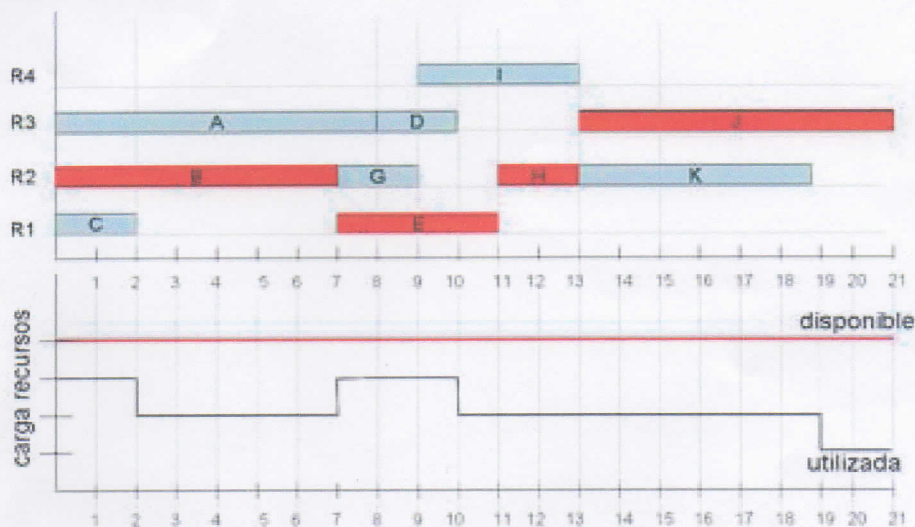 R4 I
R3 A D J
R2 B G H K
R1 C E
1 2 3 4 5 6 7 8 9 10 11 12 13 14 15 16 17 18 19 20 21
disponible
carga recursos
utilizada
1 2 3 4 5 6 7 8 9 10 11 12 13 14 15 16 17 18 19 20 21